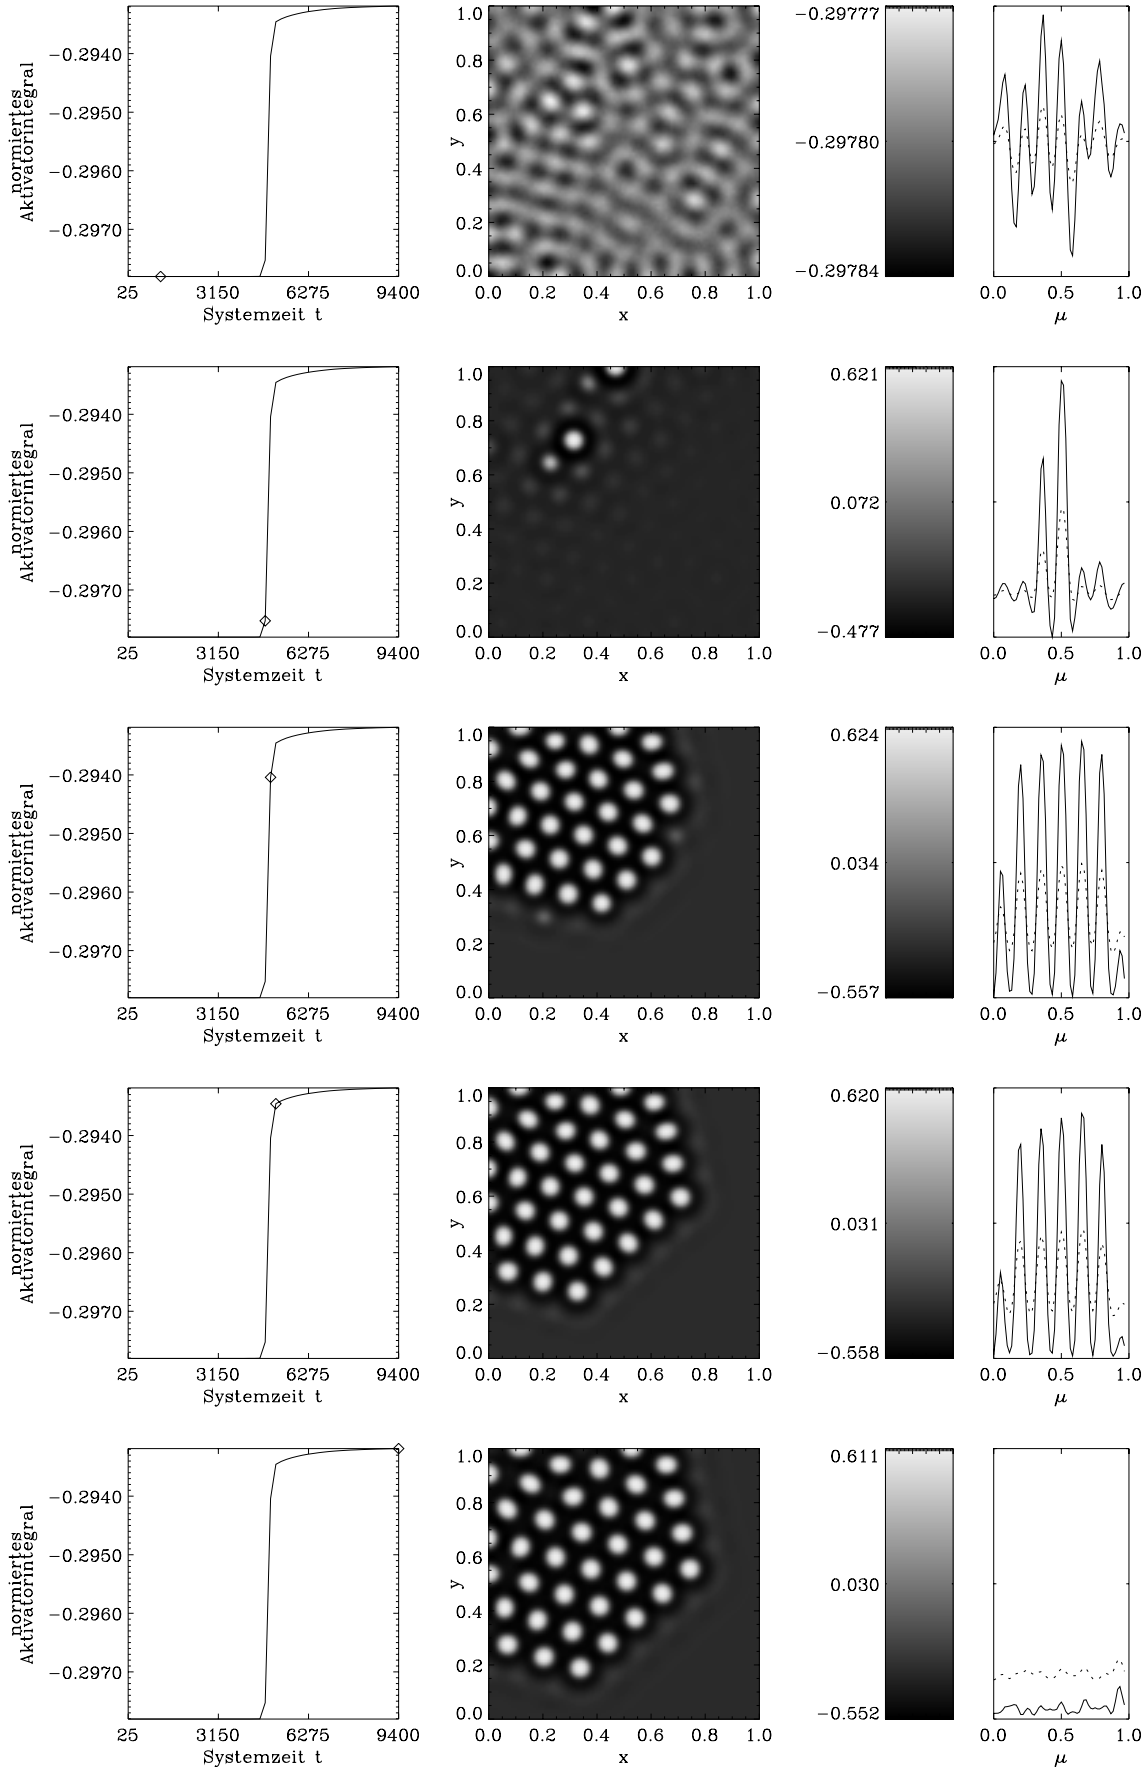 normiertes
Aktivatorintegral
-0.2940
-0.2950
-0.2960
-0.2970
25 3150 6275 9400
Systemzeit t
y
1.0
0.8
0.6
0.4
0.2
0.0
0.0 0.2 0.4 0.6 0.8 1.0
x
-0.29777
-0.29780
-0.29784
0.0 0.5 1.0
μ
normiertes
Aktivatorintegral
-0.2940
-0.2950
-0.2960
-0.2970
25 3150 6275 9400
Systemzeit t
y
1.0
0.8
0.6
0.4
0.2
0.0
0.0 0.2 0.4 0.6 0.8 1.0
x
0.621
0.072
-0.477
0.0 0.5 1.0
μ
normiertes
Aktivatorintegral
-0.2940
-0.2950
-0.2960
-0.2970
25 3150 6275 9400
Systemzeit t
y
1.0
0.8
0.6
0.4
0.2
0.0
0.0 0.2 0.4 0.6 0.8 1.0
x
0.624
0.034
-0.557
0.0 0.5 1.0
μ
normiertes
Aktivatorintegral
-0.2940
-0.2950
-0.2960
-0.2970
25 3150 6275 9400
Systemzeit t
y
1.0
0.8
0.6
0.4
0.2
0.0
0.0 0.2 0.4 0.6 0.8 1.0
x
0.620
0.031
-0.558
0.0 0.5 1.0
μ
normiertes
Aktivatorintegral
-0.2940
-0.2950
-0.2960
-0.2970
25 3150 6275 9400
Systemzeit t
y
1.0
0.8
0.6
0.4
0.2
0.0
0.0 0.2 0.4 0.6 0.8 1.0
x
0.611
0.030
-0.552
0.0 0.5 1.0
μ